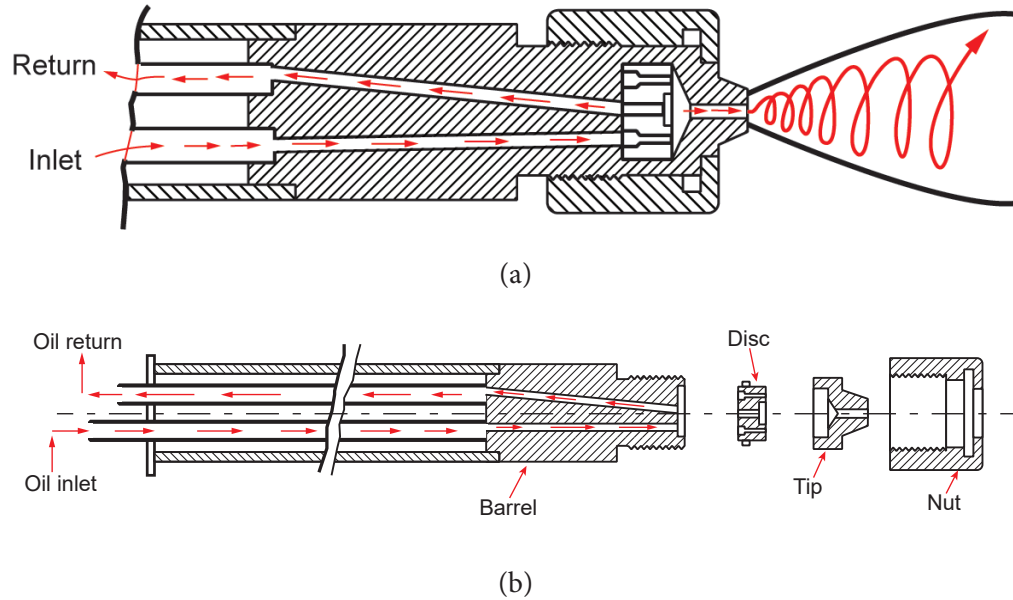 Return
Inlet
(a)
Oil return
Disc
Oil inlet
Barrel
Tip
Nut
(b)